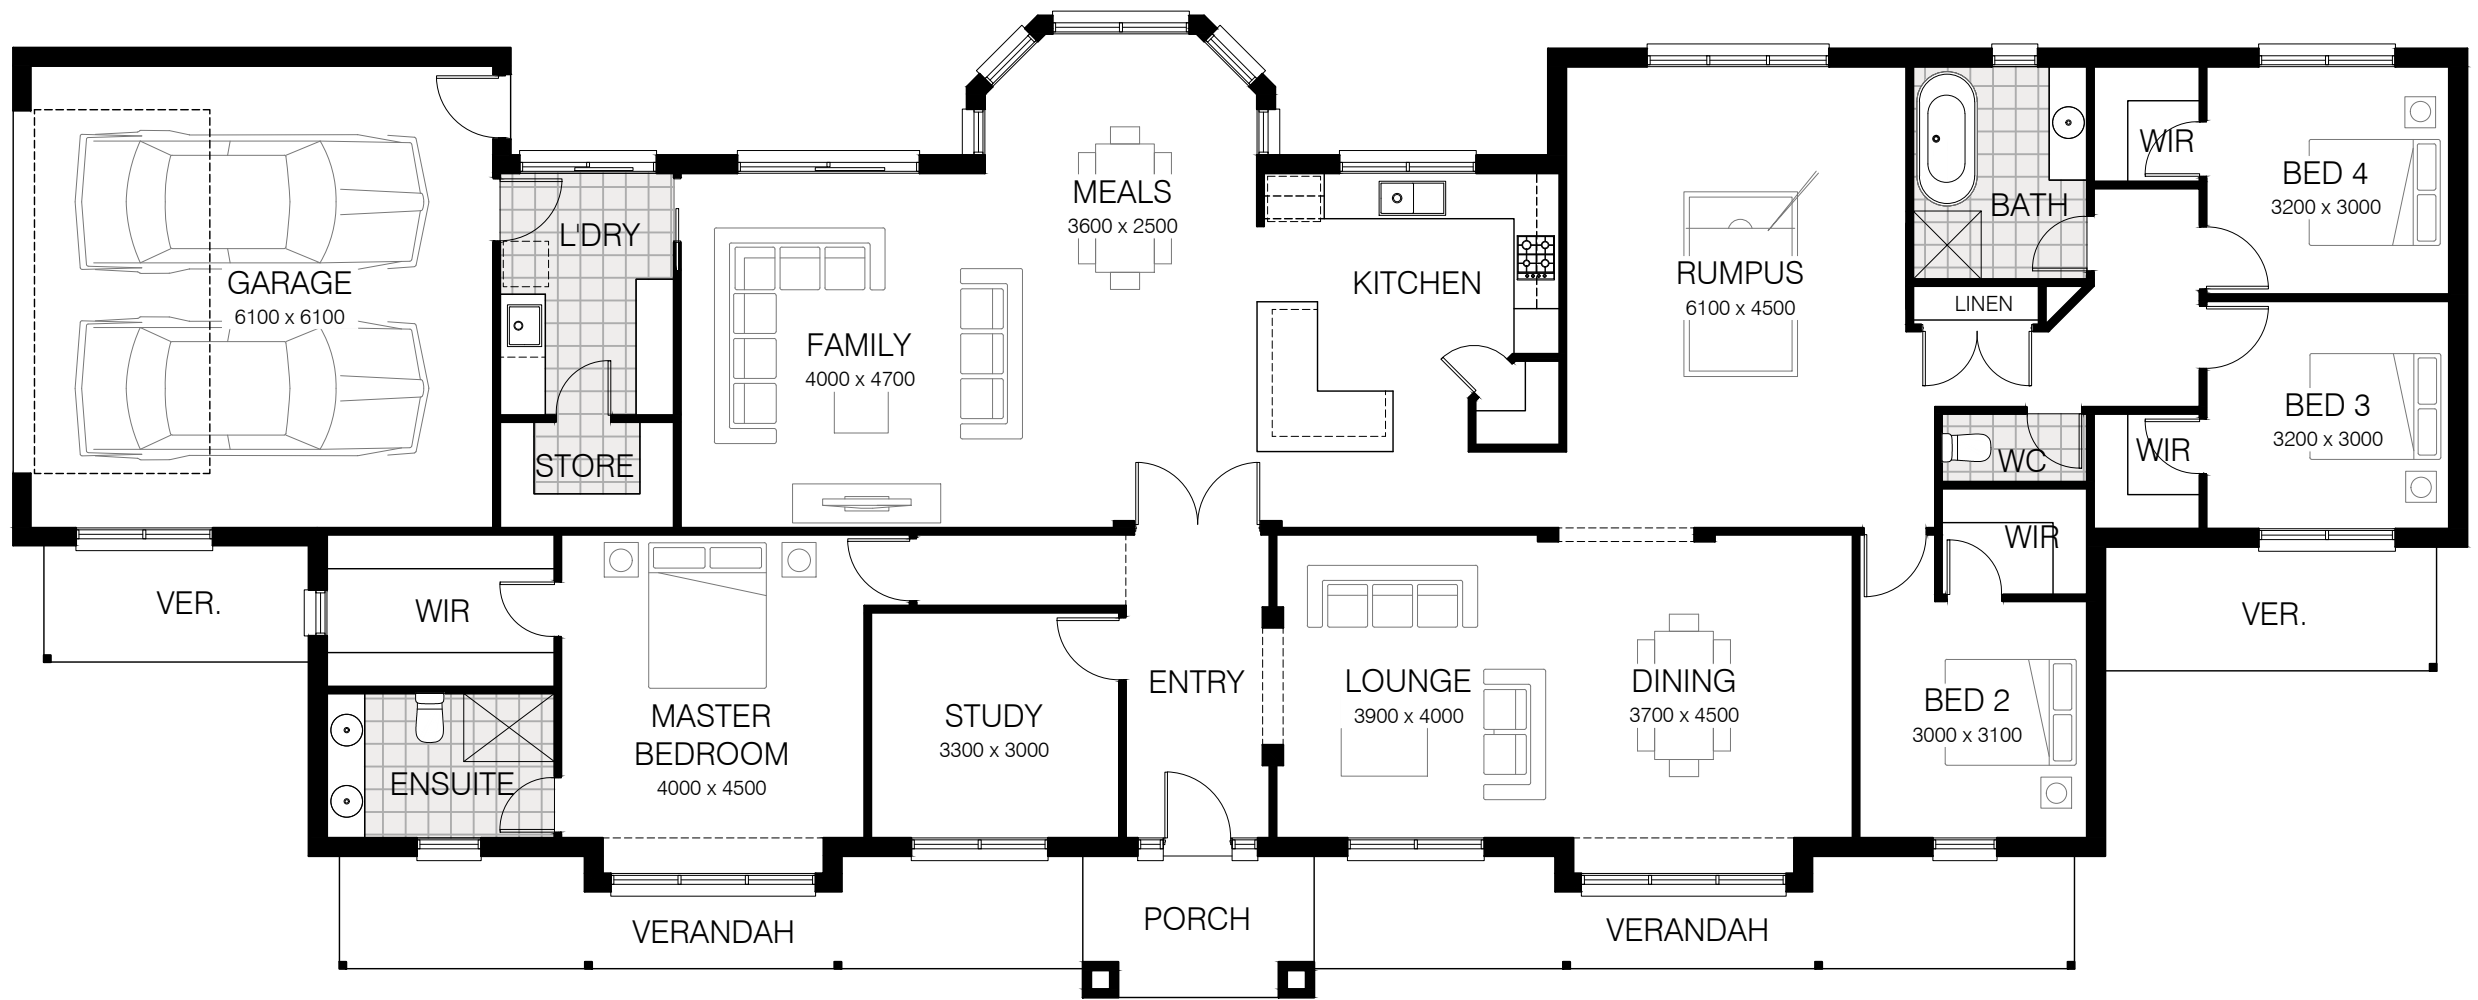 GARAGE
6100 x 6100
L'DRY
STORE
FAMILY
4000 x 4700
MEALS
3600 x 2500
KITCHEN
RUMPUS
6100 x 4500
BATH
LINEN
WIR
BED 4
3200 x 3000
BED 3
3200 x 3000
WIR
WC
WIR
VER.
WIR
ENSUITE
MASTER
BEDROOM
4000 x 4500
STUDY
3300 x 3000
ENTRY
LOUNGE
3900 x 4000
DINING
3700 x 4500
BED 2
3000 x 3100
VER.
VERANDAH
PORCH
VERANDAH